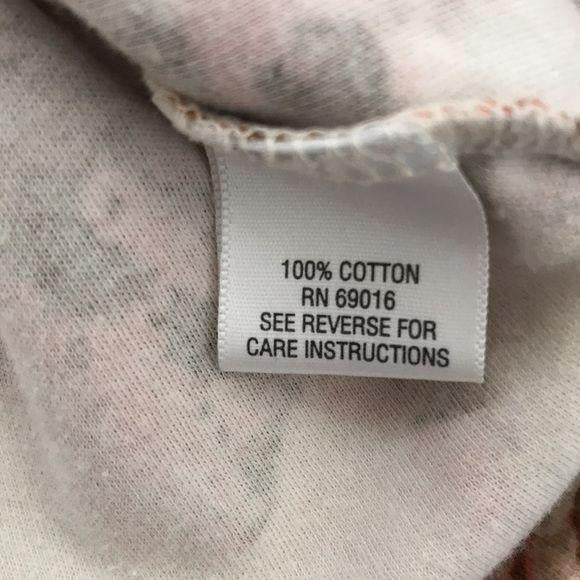 100% COTTON
RN 69016
SEE REVERSE FOR
CARE INSTRUCTIONS